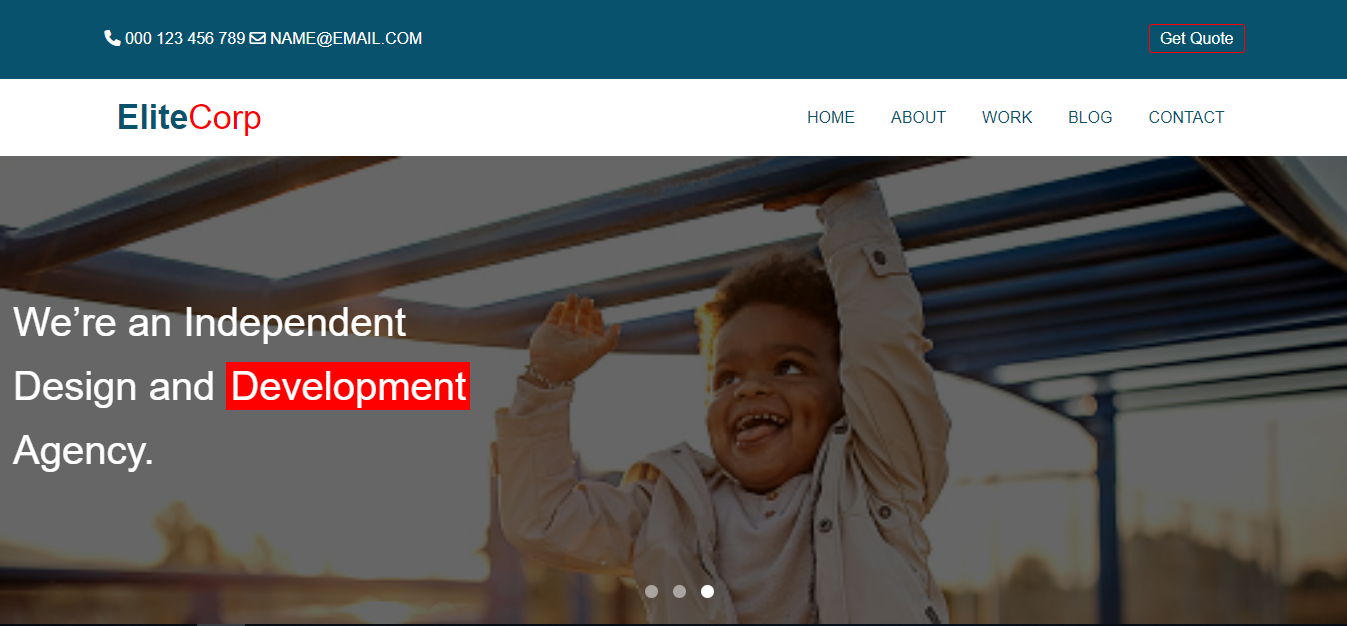 000 123 456 789 NAME@EMAIL.COM
Get Quote
EliteCorp
HOME ABOUT WORK BLOG CONTACT
We’re an Independent
Design and Development
Agency.